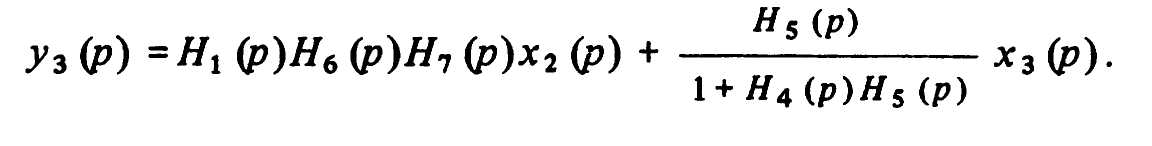 y₃ (p) = H₁ (p)H₆ (p)H₇ (p)x₂ (p) + H₅ (p) / 1 + H₄ (p)H₅ (p) x₃ (p).